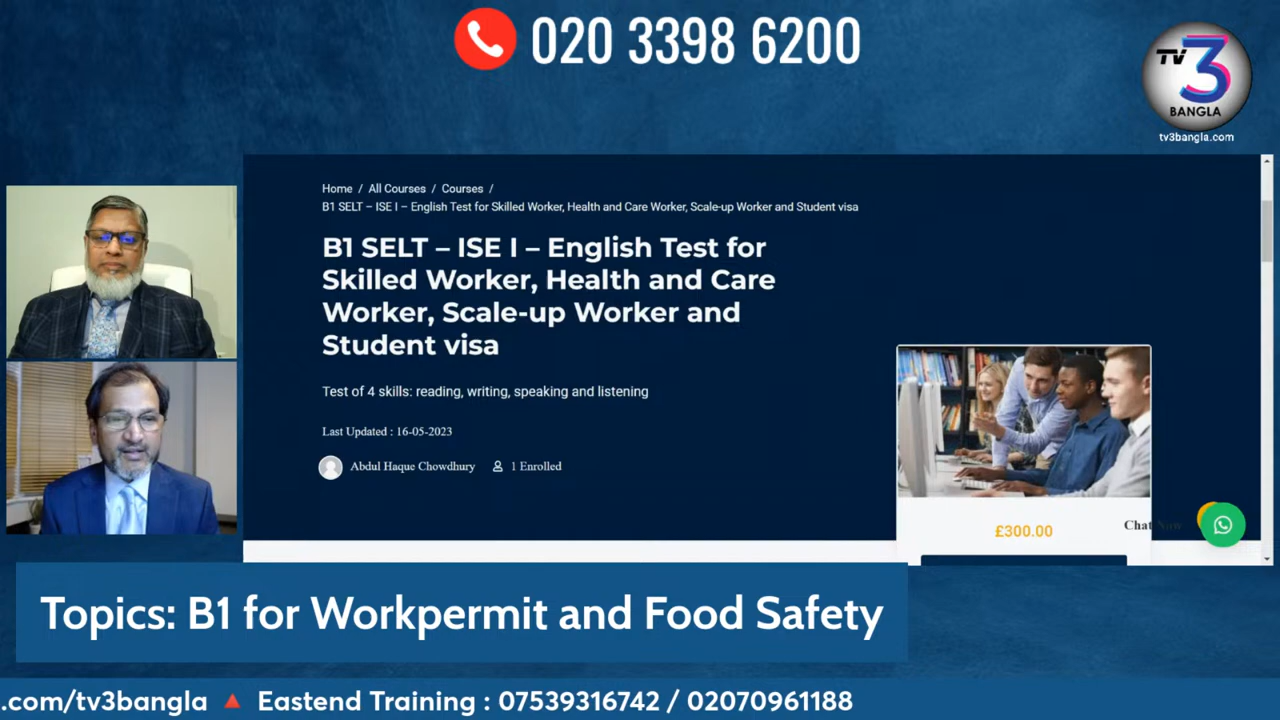 020 3398 6200
TV 3
BANGLA
tv3bangla.com
Home / All Courses / Courses /
B1 SELT – ISE I – English Test for Skilled Worker, Health and Care Worker, Scale-up Worker and Student visa
B1 SELT – ISE I – English Test for
Skilled Worker, Health and Care
Worker, Scale-up Worker and
Student visa
Test of 4 skills: reading, writing, speaking and listening
Last Updated : 16-05-2023
Abdul Haque Chowdhury 1 Enrolled
£300.00
Chat Now
Topics: B1 for Workpermit and Food Safety
.com/tv3bangla 🔺 Eastend Training : 07539316742 / 02070961188